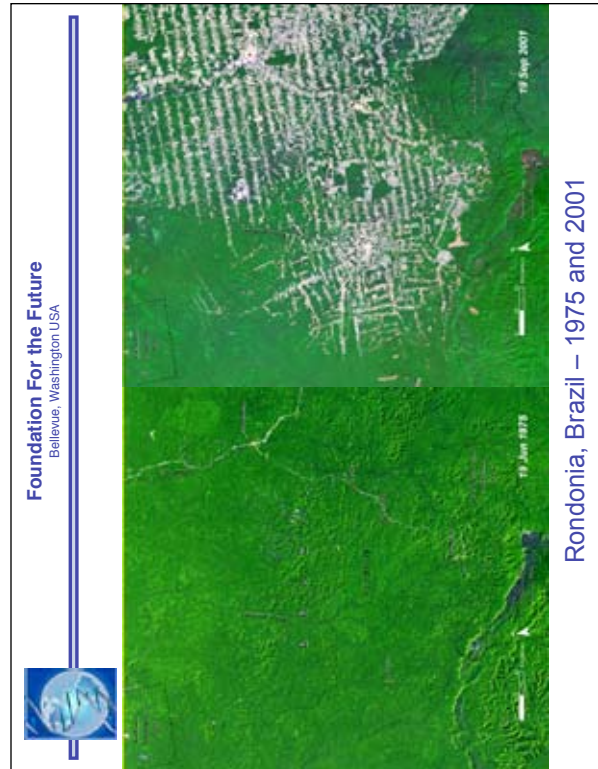 Foundation For the Future
Bellevue, Washington USA
19 Jun 1975
19 Sep 2001
Rondonia, Brazil – 1975 and 2001